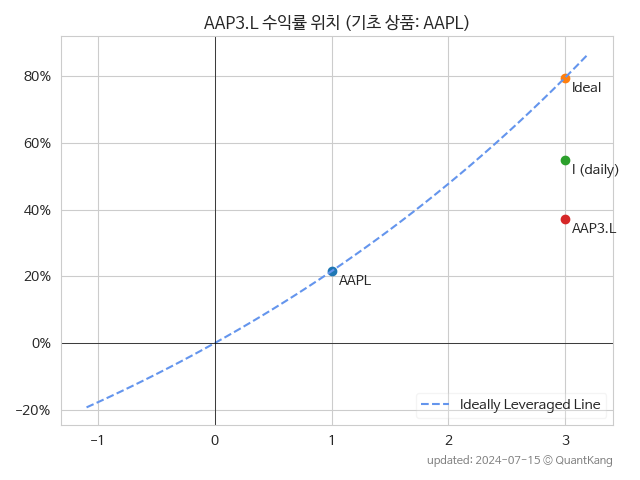 AAP3.L 수익률 위치 (기초 상품: AAPL)
80%
60%
40%
20%
0%
−20%
Ideal
I (daily)
AAP3.L
AAPL
Ideally Leveraged Line
−1
0
1
2
3
updated: 2024-07-15 © QuantKang